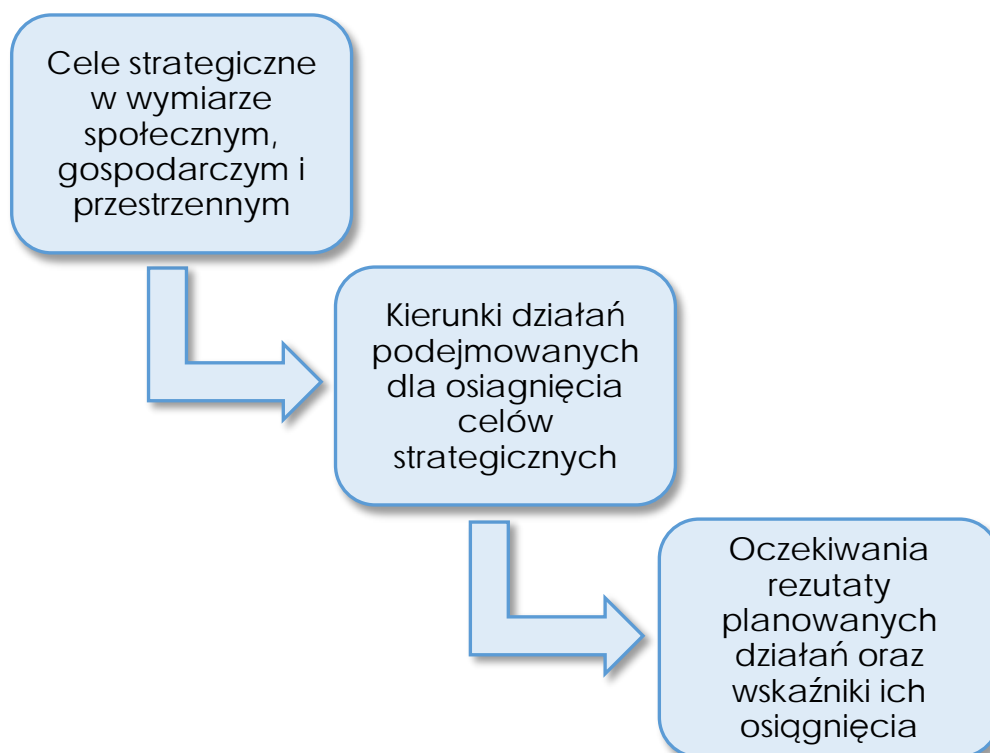 Cele strategiczne
w wymiarze
społecznym,
gospodarczym i
przestrzennym
Kierunki działań
podejmowanych
dla osiagnięcia
celów
strategicznych
Oczekiwania
rezutaty
planowanych
działań oraz
wskaźniki ich
osiągnięcia